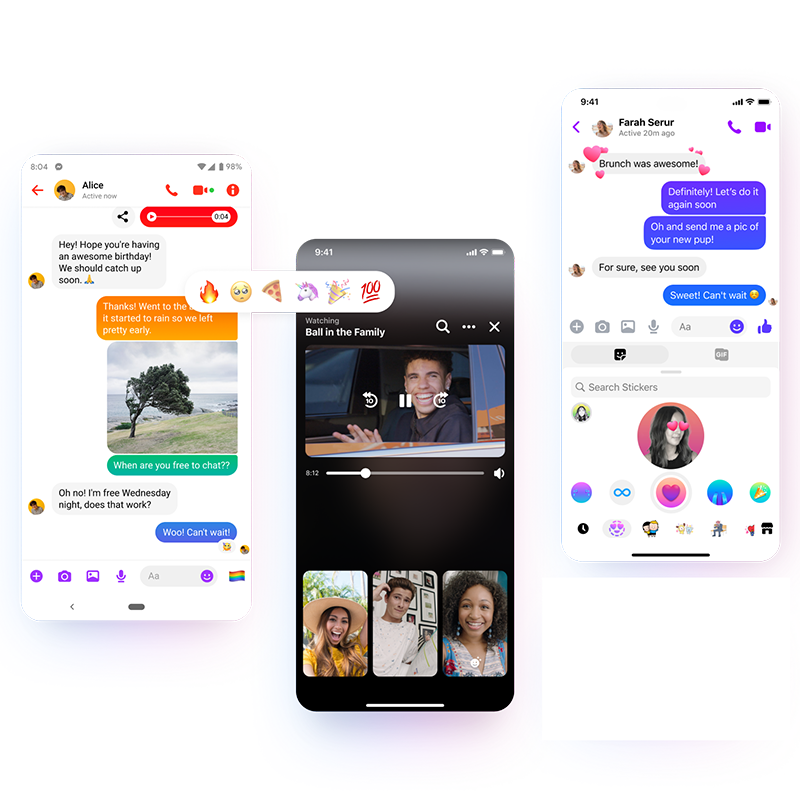 8:04
98%
Alice
Active now
0:04
Hey! Hope you're having
an awesome birthday!
We should catch up
soon. 🙏
Thanks! Went to the
it started to rain so we left
pretty early.
When are you free to chat??
Oh no! I'm free Wednesday
night, does that work?
Woo! Can't wait!
Aa
100
9:41
Watching
Ball in the Family
10
10
8:12
9:41
Farah Serur
Active 20m ago
Brunch was awesome!
Definitely! Let's do it
again soon
Oh and send me a pic of
your new pup!
For sure, see you soon
Sweet! Can't wait ☺️
Aa
GIF
Search Stickers